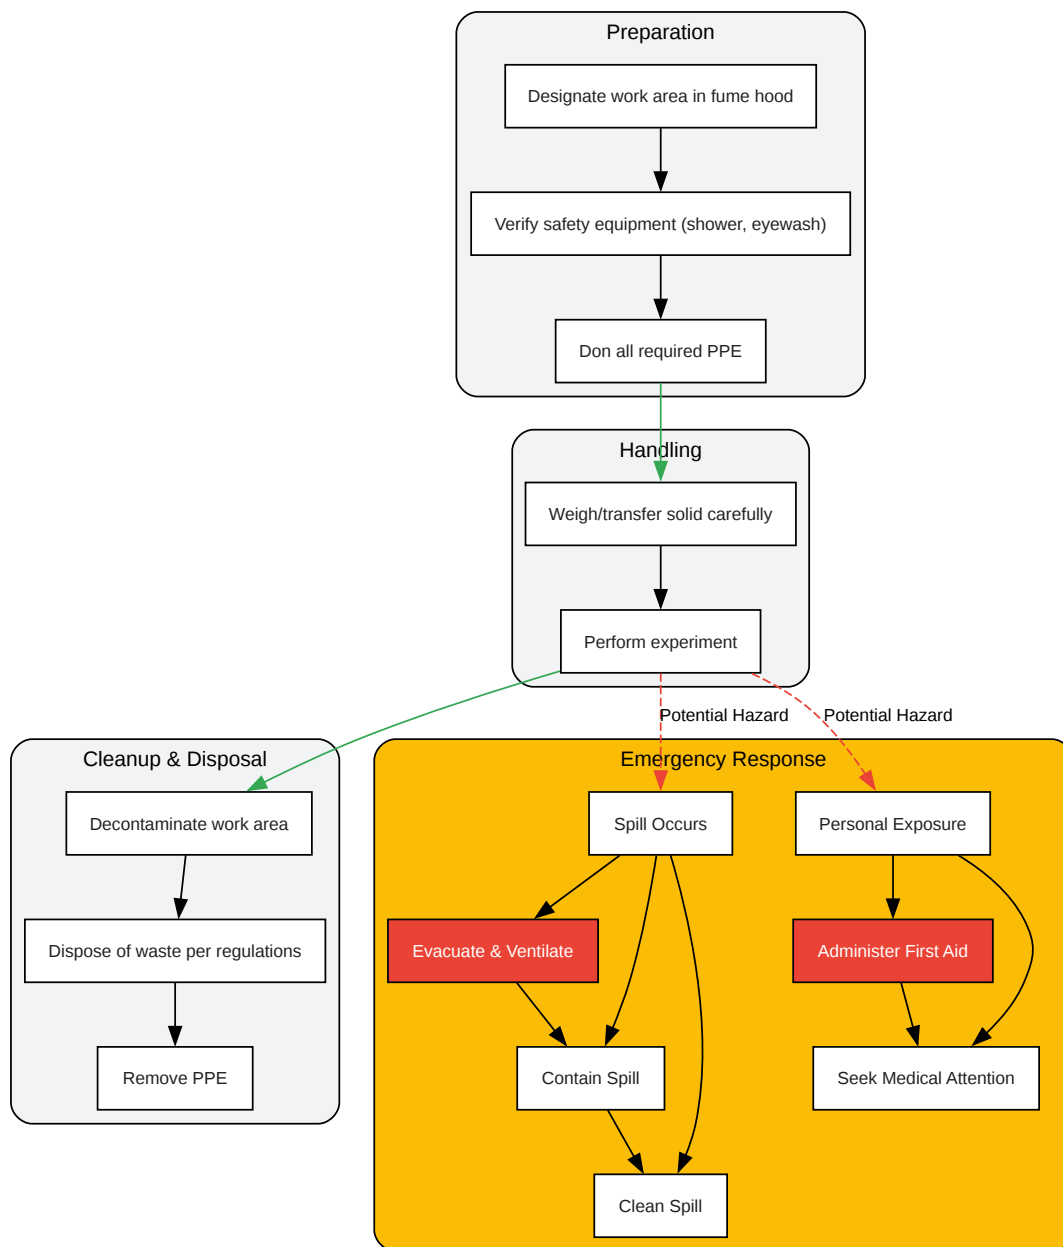 Preparation
Designate work area in fume hood
Verify safety equipment (shower, eyewash)
Don all required PPE
Handling
Weigh/transfer solid carefully
Perform experiment
Potential Hazard
Potential Hazard
Cleanup & Disposal
Decontaminate work area
Dispose of waste per regulations
Remove PPE
Emergency Response
Spill Occurs
Personal Exposure
Evacuate & Ventilate
Administer First Aid
Contain Spill
Seek Medical Attention
Clean Spill